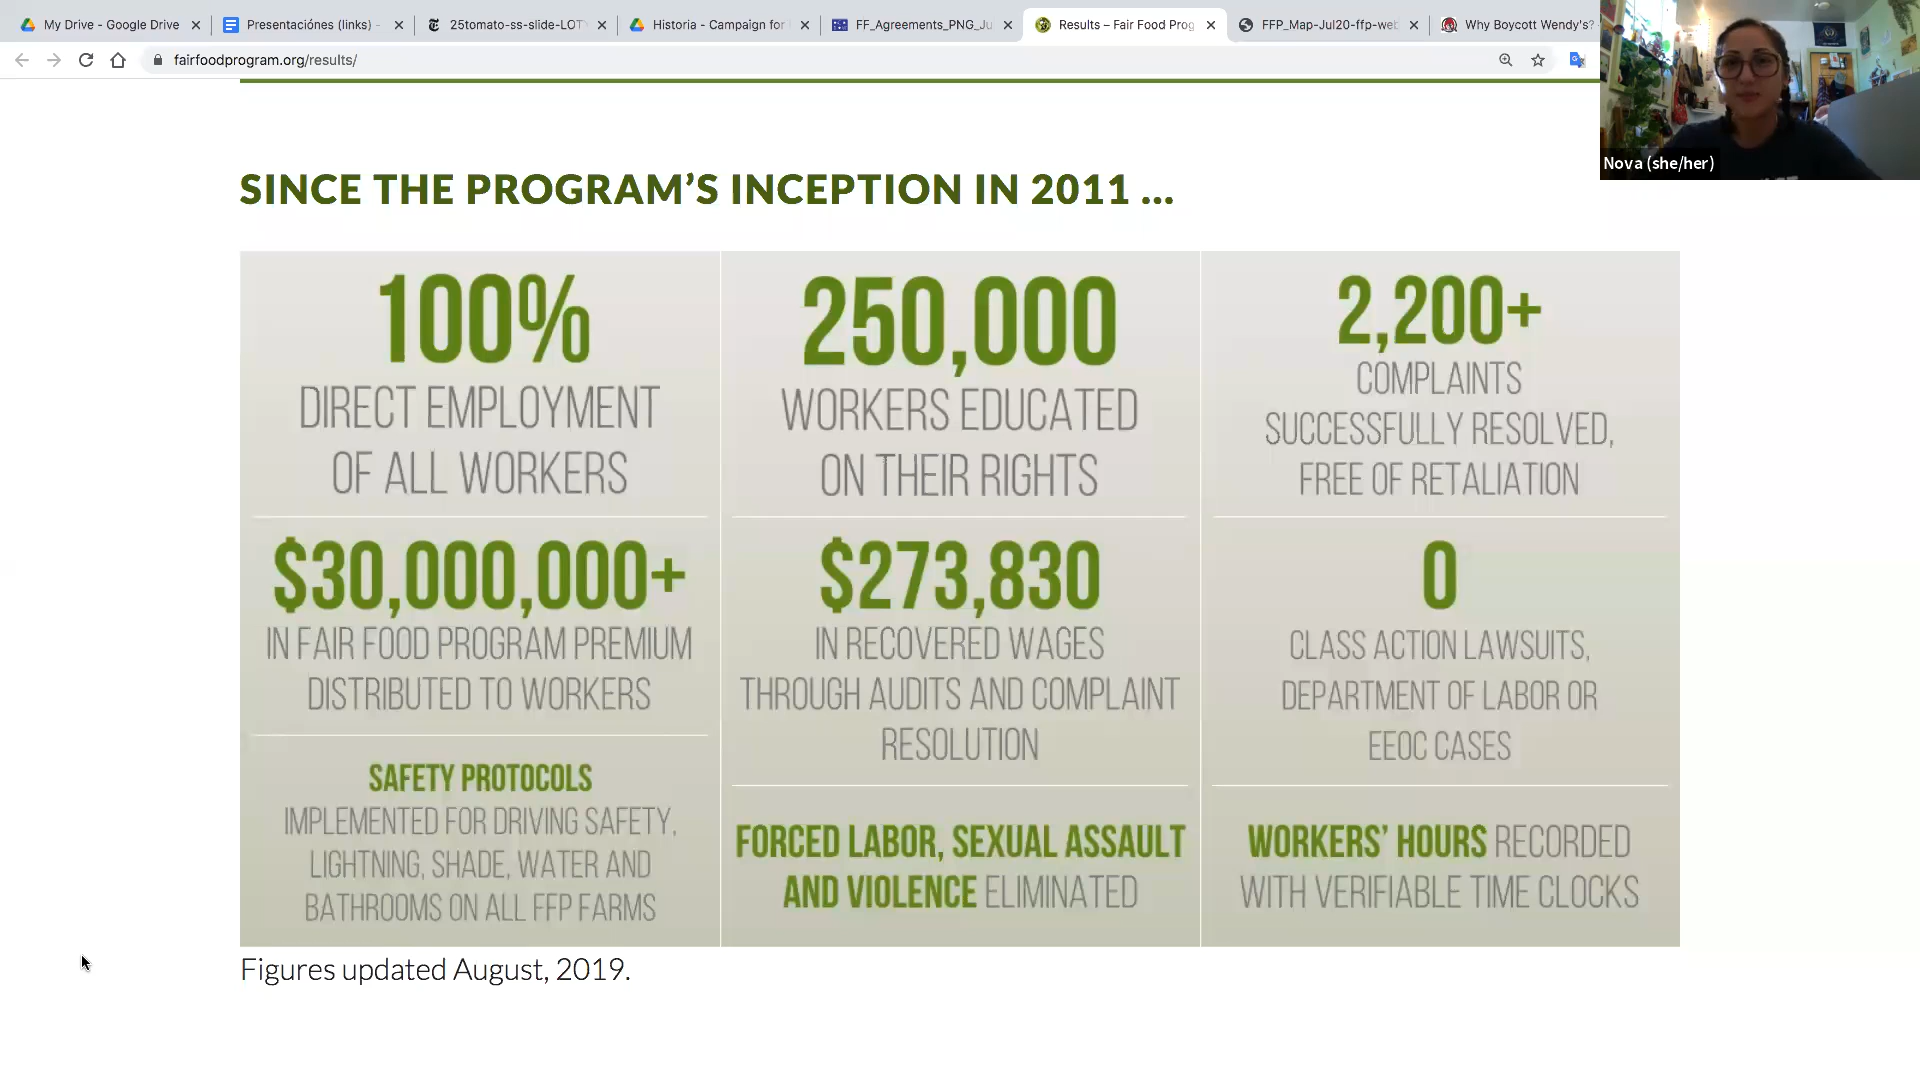 My Drive - Google Drive
Presentaciónes (links) -
25tomato-ss-slide-LOT
Historia - Campaign for
FF_Agreements_PNG_Ju
Results – Fair Food Prog
FFP_Map-Jul20-ffp-web
Why Boycott Wendy's?
fairfoodprogram.org/results/
Nova (she/her)
SINCE THE PROGRAM’S INCEPTION IN 2011 ...
100%
DIRECT EMPLOYMENT
OF ALL WORKERS
250,000
WORKERS EDUCATED
ON THEIR RIGHTS
2,200+
COMPLAINTS
SUCCESSFULLY RESOLVED,
FREE OF RETALIATION
$30,000,000+
IN FAIR FOOD PROGRAM PREMIUM
DISTRIBUTED TO WORKERS
$273,830
IN RECOVERED WAGES
THROUGH AUDITS AND COMPLAINT
RESOLUTION
0
CLASS ACTION LAWSUITS,
DEPARTMENT OF LABOR OR
EEOC CASES
SAFETY PROTOCOLS
IMPLEMENTED FOR DRIVING SAFETY,
LIGHTNING, SHADE, WATER AND
BATHROOMS ON ALL FFP FARMS
FORCED LABOR, SEXUAL ASSAULT
AND VIOLENCE ELIMINATED
WORKERS’ HOURS RECORDED
WITH VERIFIABLE TIME CLOCKS
Figures updated August, 2019.